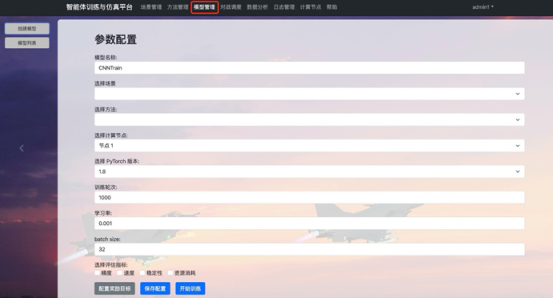 智能体训练与仿真平台 场景管理 方法管理 模型管理 对战调度 数据分析 日志管理 计算节点 帮助 admin1
创建模型
模型列表
参数配置
模型名称:
CNNTrain
选择场景
选择方法:
选择计算节点:
节点 1
选择 PyTorch 版本:
1.8
训练轮次:
1000
学习率:
0.001
batch size:
32
选择评估指标:
精度 速度 稳定性 资源消耗
配置奖励目标 保存配置 开始训练